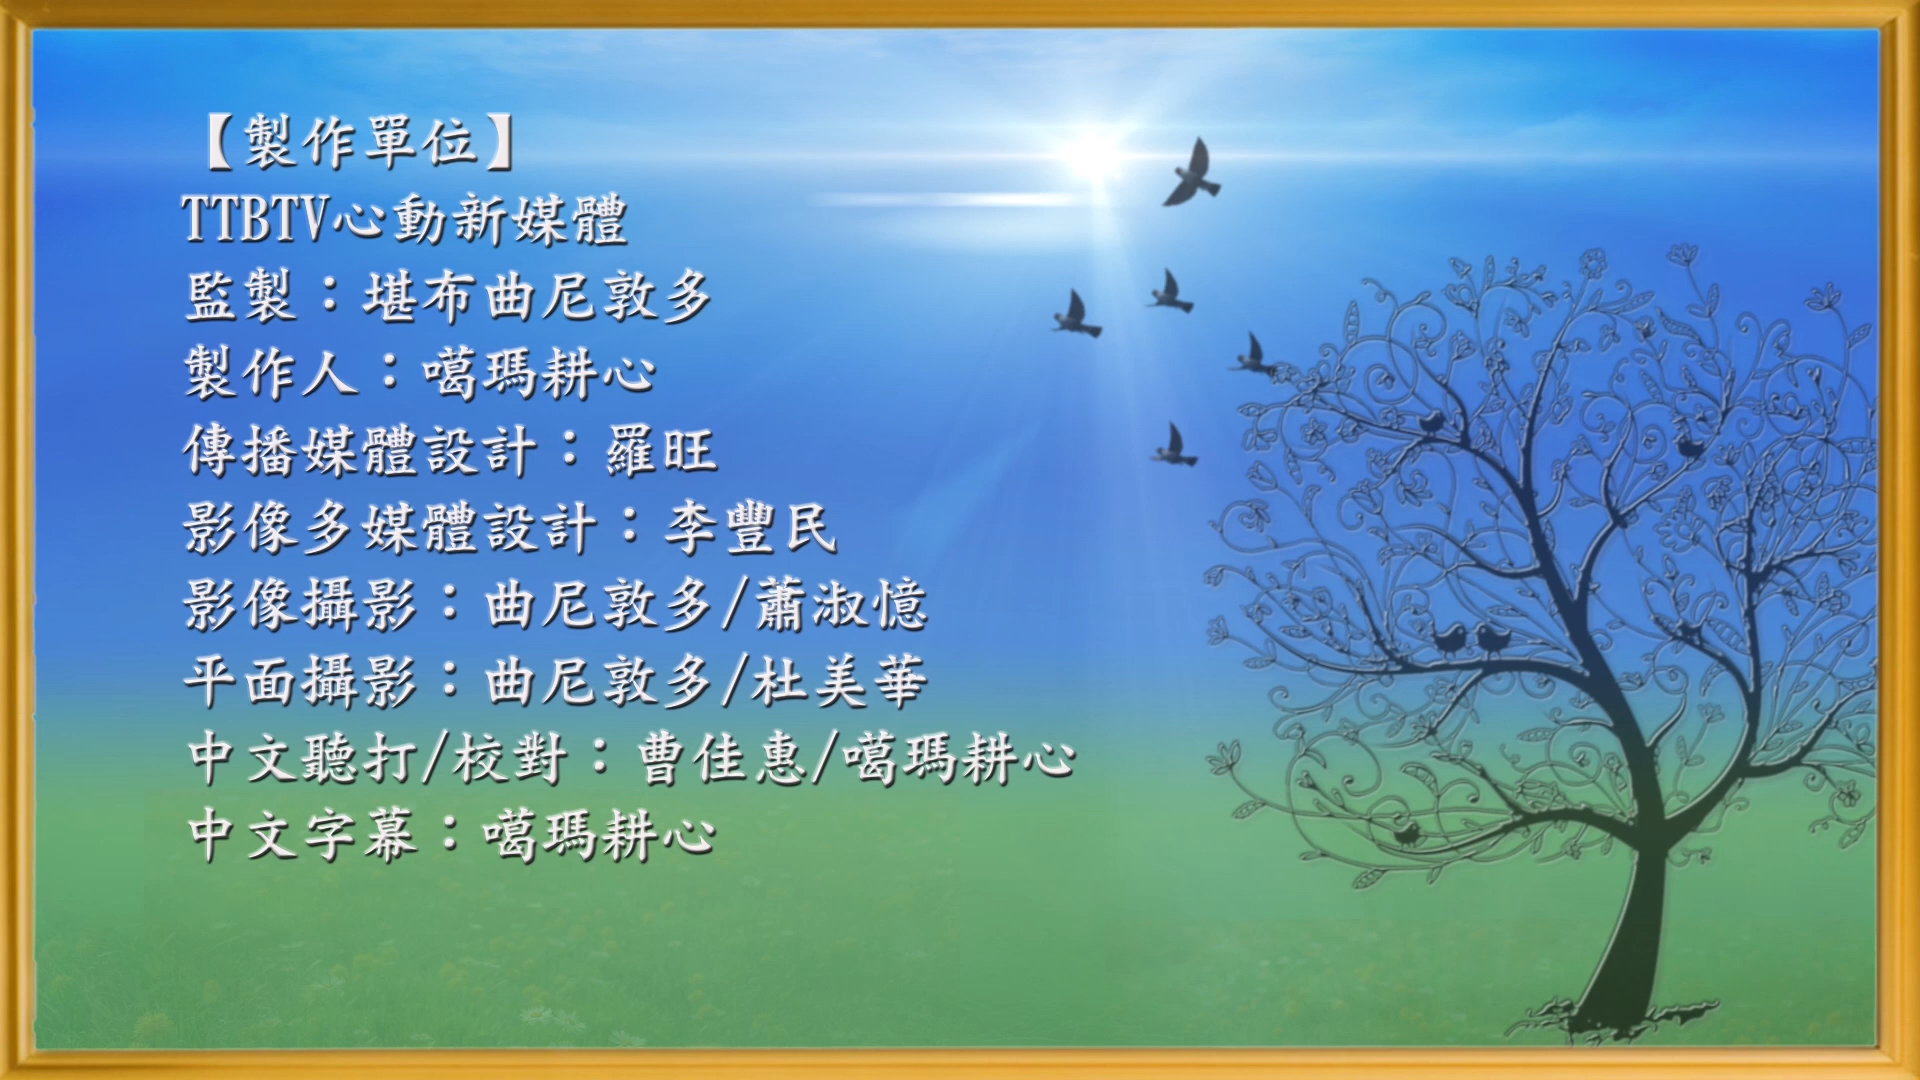 【製作單位】
TTBTV心動新媒體
監製：堪布曲尼敦多
製作人：噶瑪耕心
傳播媒體設計：羅旺
影像多媒體設計：李豐民
影像攝影：曲尼敦多/蕭淑憶
平面攝影：曲尼敦多/杜美華
中文聽打/校對：曹佳惠/噶瑪耕心
中文字幕：噶瑪耕心